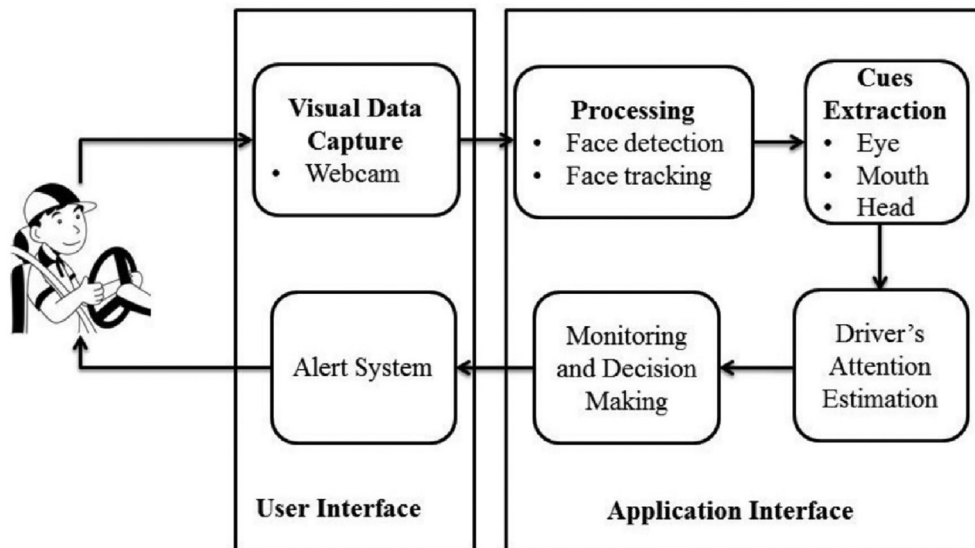 Visual Data
Capture
• Webcam
Processing
• Face detection
• Face tracking
Cues
Extraction
• Eye
• Mouth
• Head
Alert System
Monitoring
and Decision
Making
Driver's
Attention
Estimation
User Interface
Application Interface